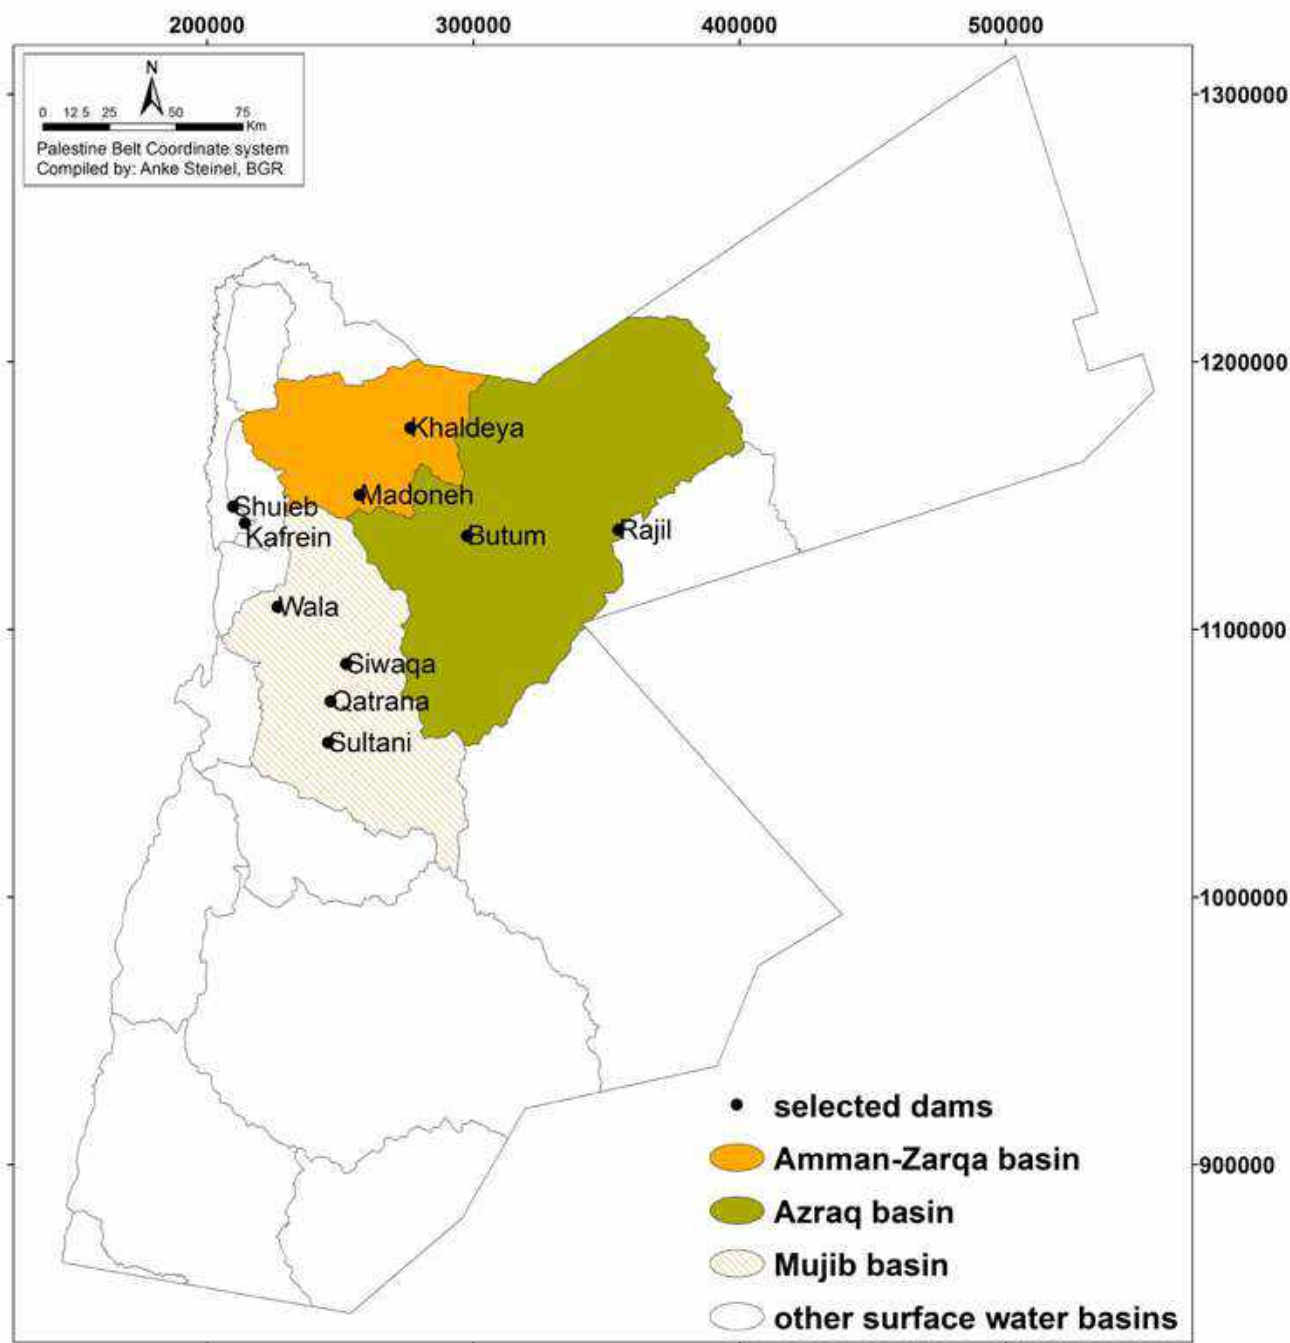 200000 300000 400000 500000
N
0 12.5 25 50 75
Km
Palestine Belt Coordinate system
Compiled by: Anke Steinel, BGR
1300000
1200000
Khaldeya
Madoneh
Shuieb
Kafrein
Butum
Rajil
Wala
1100000
Siwaqa
Qatrana
Sultani
1000000
selected dams
Amman-Zarqa basin
900000
Azraq basin
Mujib basin
other surface water basins